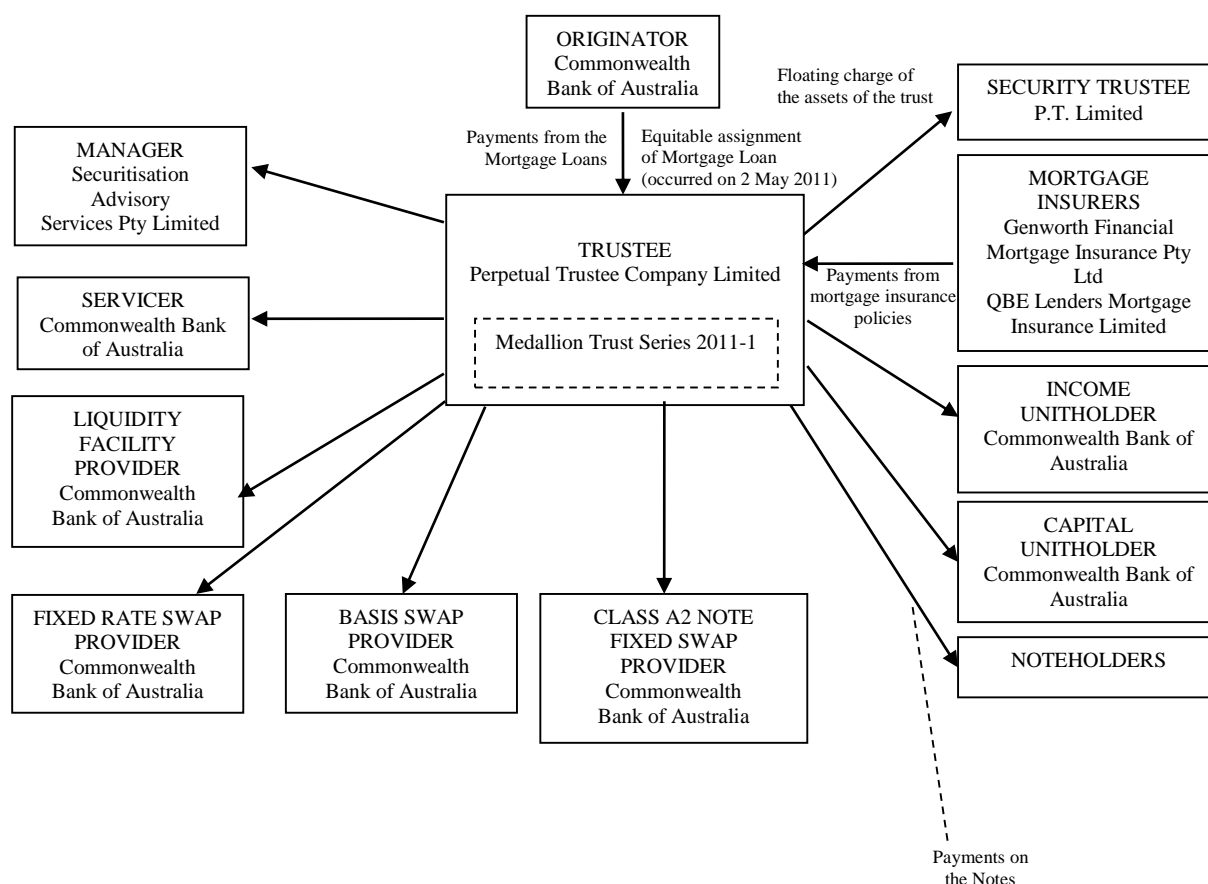 ORIGINATOR
Commonwealth
Bank of Australia
Floating charge of
the assets of the trust
SECURITY TRUSTEE
P.T. Limited
Payments from the
Mortgage Loans
Equitable assignment
of Mortgage Loan
(occurred on 2 May 2011)
MANAGER
Securitisation
Advisory
Services Pty Limited
MORTGAGE
INSURERS
Genworth Financial
Mortgage Insurance Pty
Ltd
QBE Lenders Mortgage
Insurance Limited
TRUSTEE
Perpetual Trustee Company Limited
Medallion Trust Series 2011-1
Payments from
mortgage insurance
policies
SERVICER
Commonwealth Bank
of Australia
INCOME
UNITHOLDER
Commonwealth Bank of
Australia
LIQUIDITY
FACILITY
PROVIDER
Commonwealth
Bank of Australia
CAPITAL
UNITHOLDER
Commonwealth Bank of
Australia
FIXED RATE SWAP
PROVIDER
Commonwealth
Bank of Australia
BASIS SWAP
PROVIDER
Commonwealth
Bank of Australia
CLASS A2 NOTE
FIXED SWAP
PROVIDER
Commonwealth
Bank of Australia
NOTEHOLDERS
Payments on
the Notes